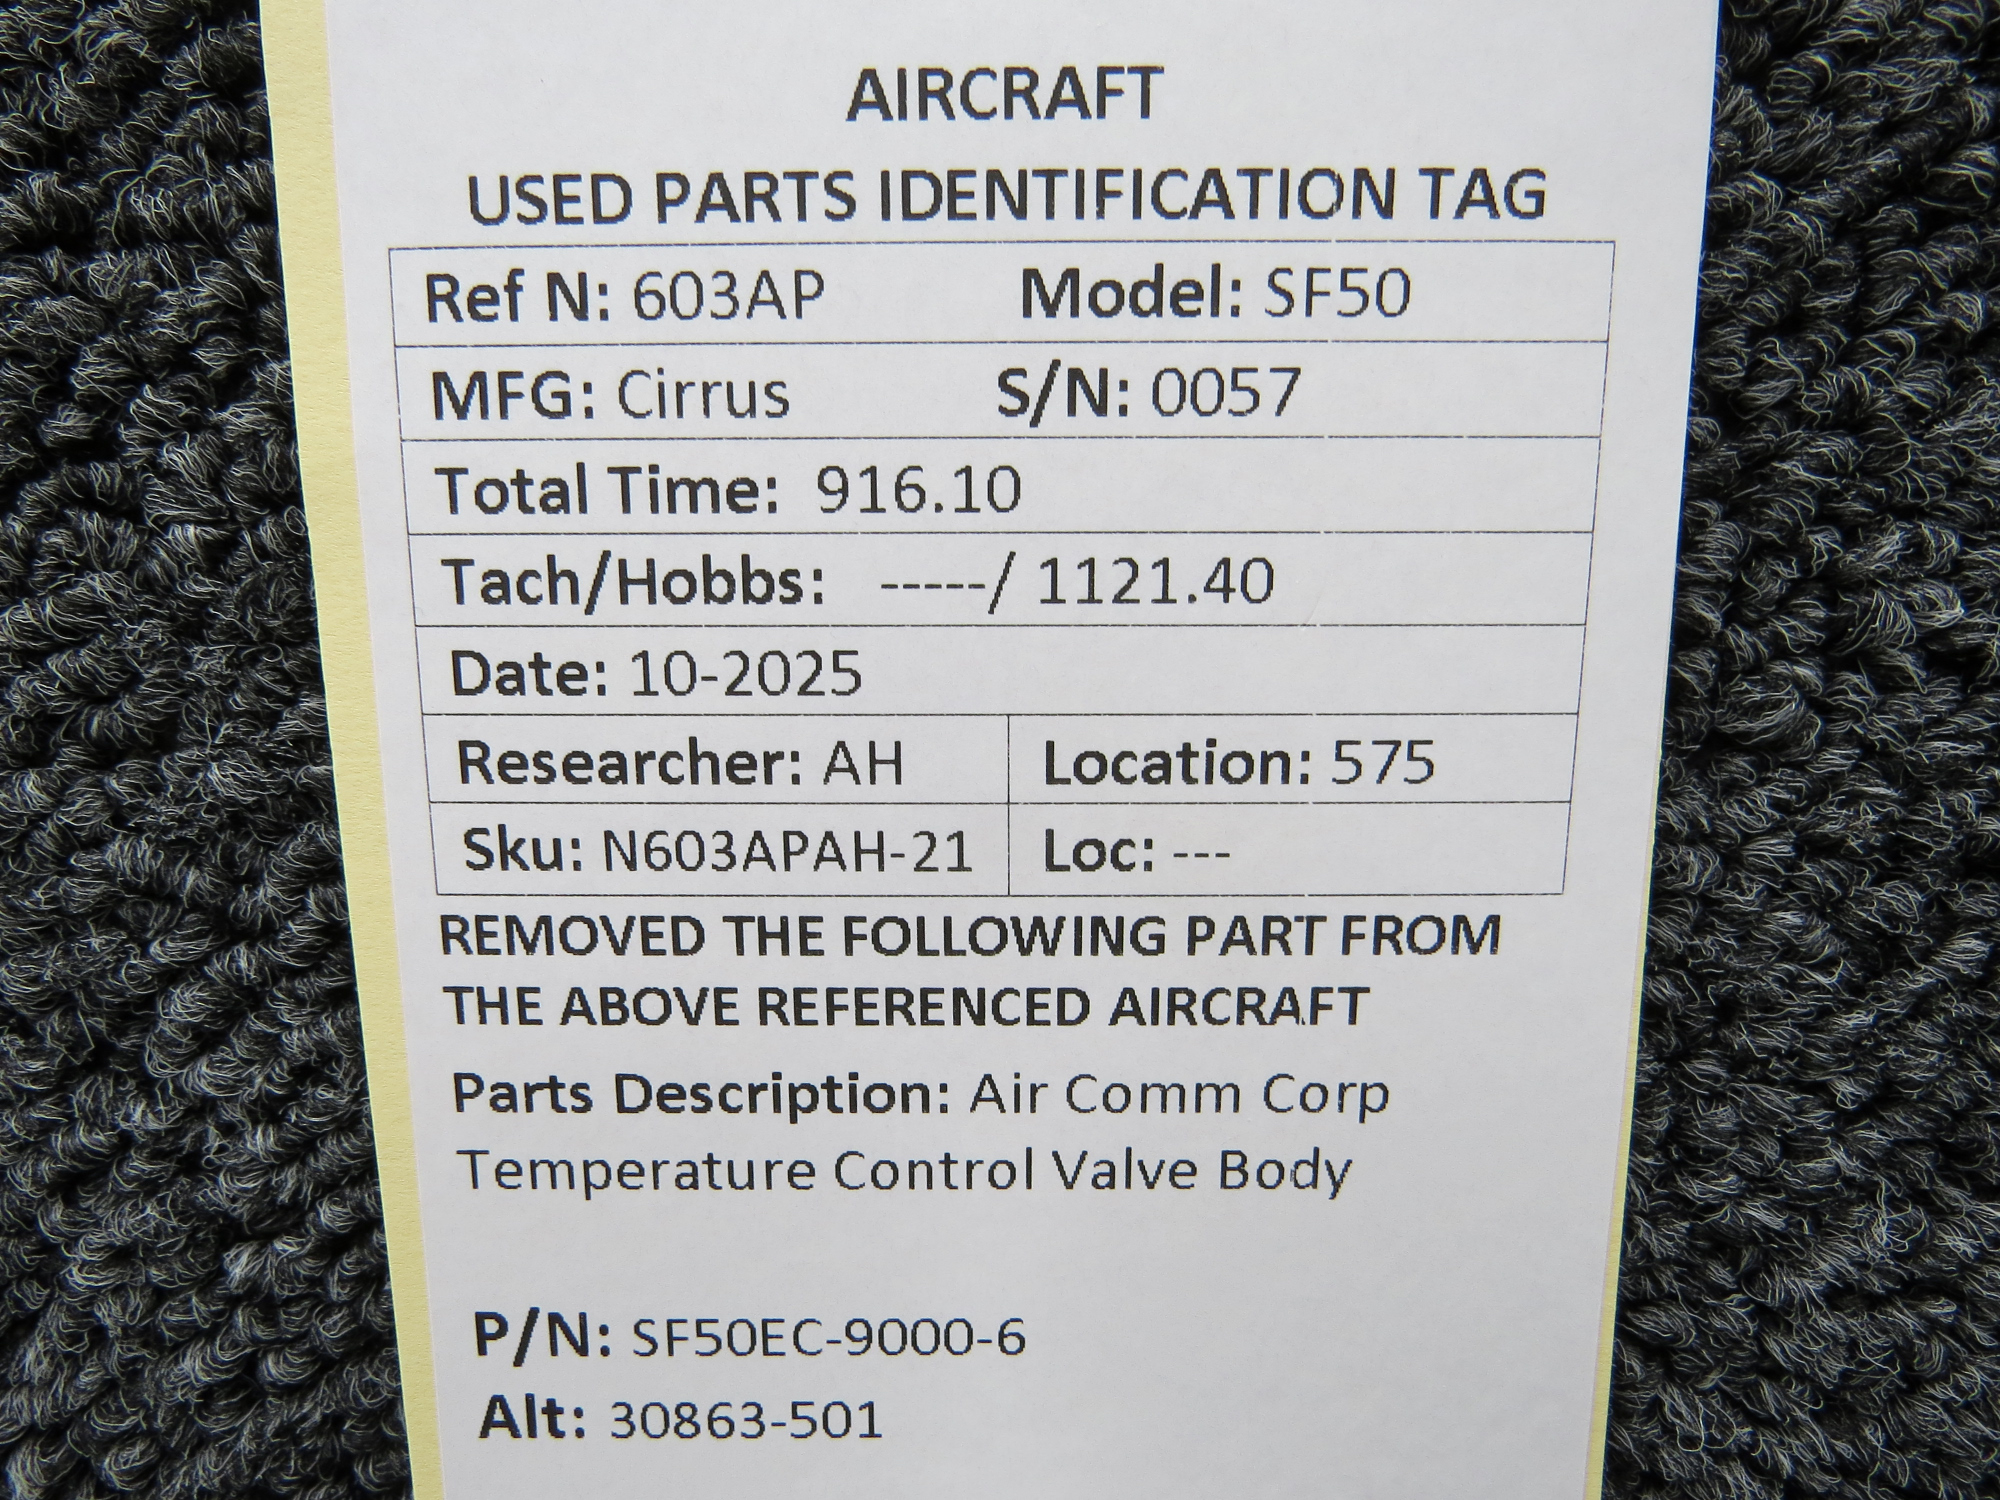 AIRCRAFT
USED PARTS IDENTIFICATION TAG
Ref N: 603AP Model: SF50
MFG: Cirrus S/N: 0057
Total Time: 916.10
Tach/Hobbs: -----/ 1121.40
Date: 10-2025
Researcher: AH Location: 575
Sku: N603APAH-21 Loc: ---
REMOVED THE FOLLOWING PART FROM
THE ABOVE REFERENCED AIRCRAFT
Parts Description: Air Comm Corp
Temperature Control Valve Body
P/N: SF50EC-9000-6
Alt: 30863-501